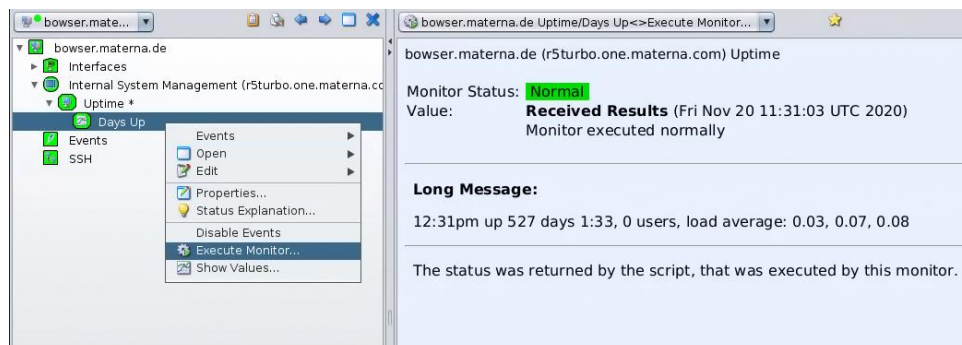 bowser.mate...
bowser.materna.de
Interfaces
Internal System Management (r5turbo.one.materna.co
Uptime *
Days Up
Events
SSH
Events
Open
Edit
Properties...
Status Explanation...
Disable Events
Execute Monitor...
Show Values...
bowser.materna.de Uptime/Days Up<>Execute Monitor...
bowser.materna.de (r5turbo.one.materna.com) Uptime
Monitor Status: Normal
Value: Received Results (Fri Nov 20 11:31:03 UTC 2020)
Monitor executed normally
Long Message:
12:31pm up 527 days 1:33, 0 users, load average: 0.03, 0.07, 0.08
The status was returned by the script, that was executed by this monitor.